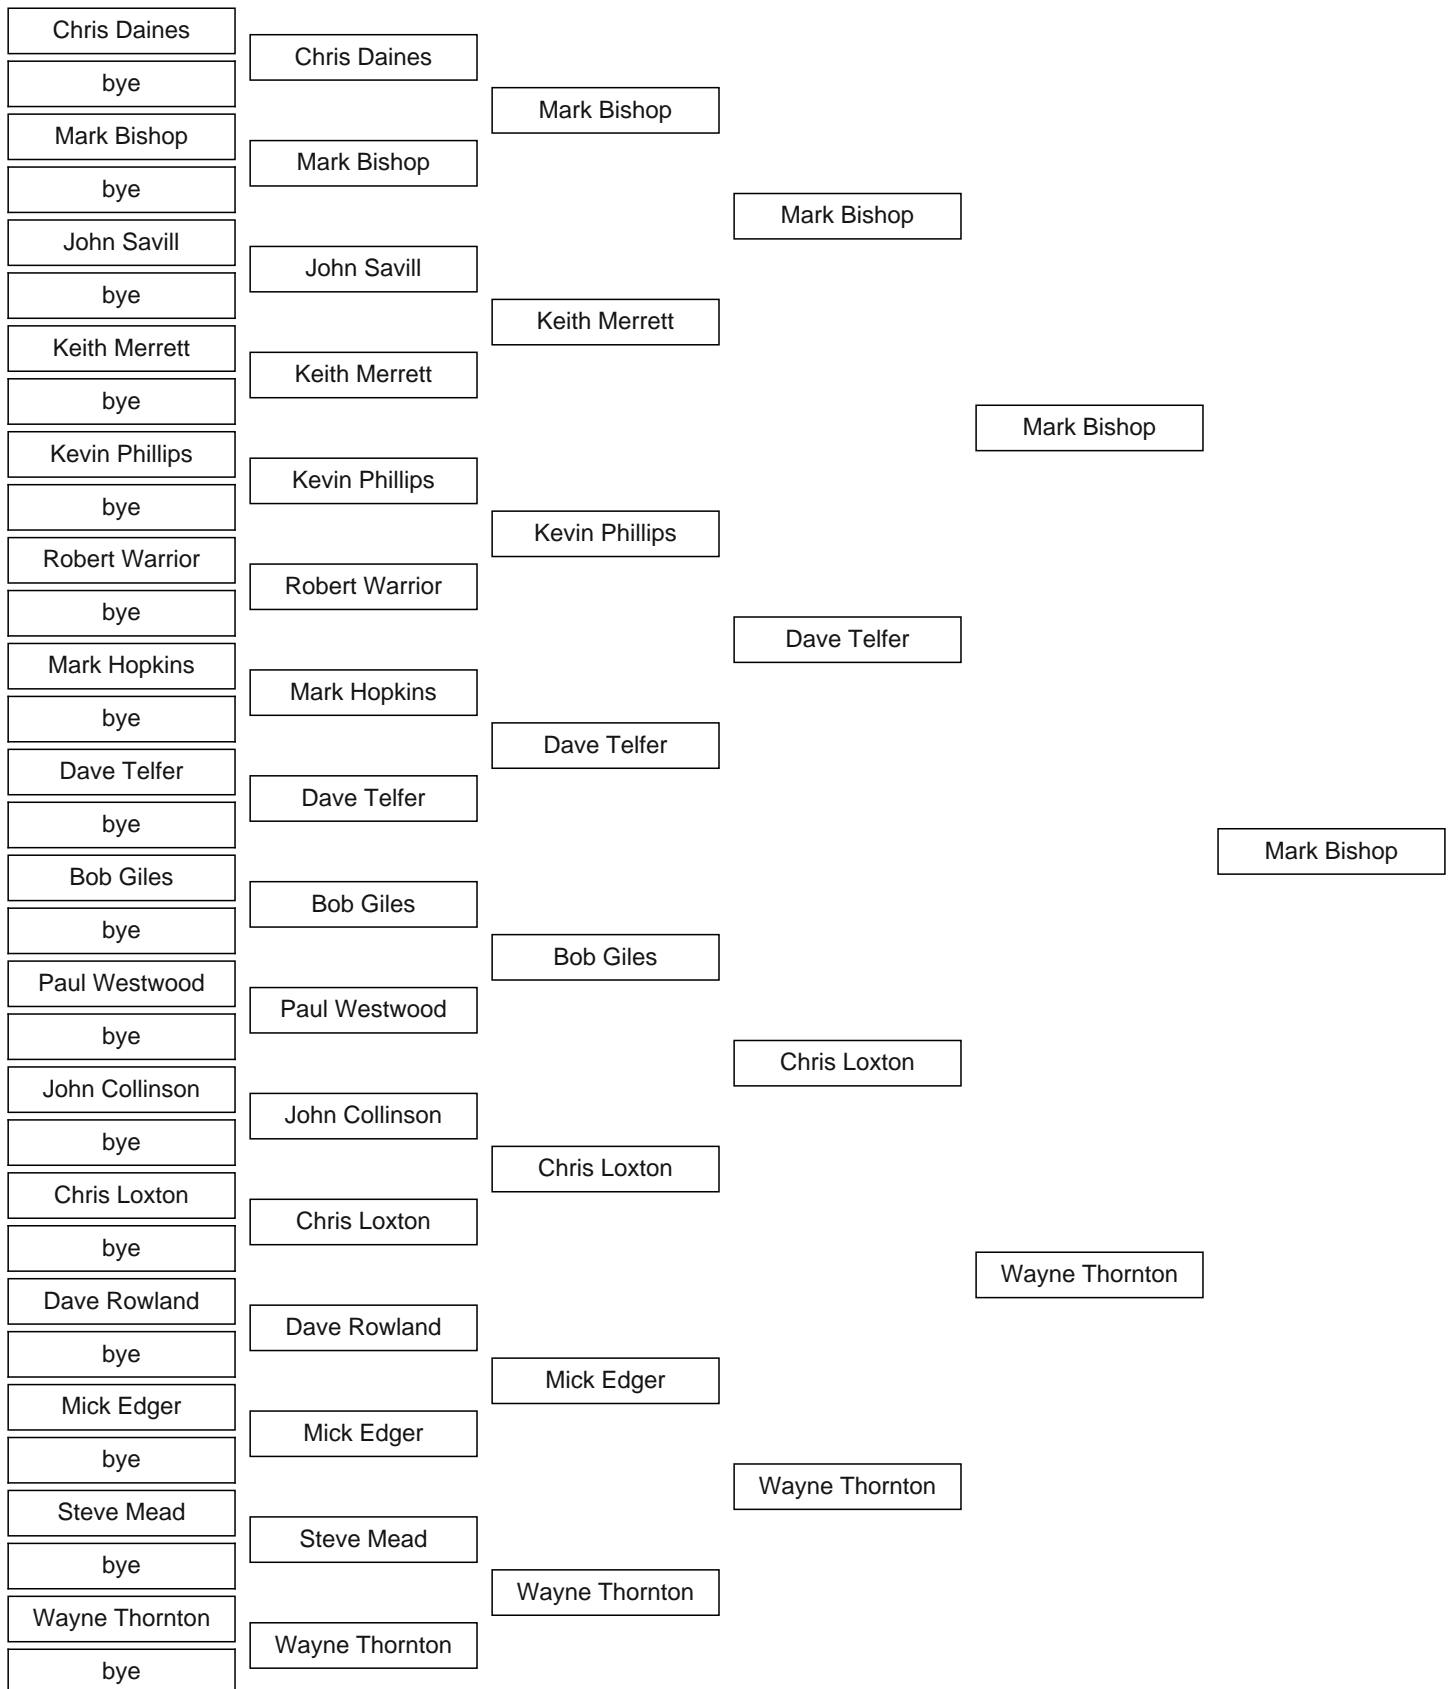 Chris Daines
bye
Mark Bishop
bye
John Savill
bye
Keith Merrett
bye
Kevin Phillips
bye
Robert Warrior
bye
Mark Hopkins
bye
Dave Telfer
bye
Bob Giles
bye
Paul Westwood
bye
John Collinson
bye
Chris Loxton
bye
Dave Rowland
bye
Mick Edger
bye
Steve Mead
bye
Wayne Thornton
bye
Chris Daines
Mark Bishop
John Savill
Keith Merrett
Kevin Phillips
Robert Warrior
Mark Hopkins
Dave Telfer
Bob Giles
Paul Westwood
John Collinson
Chris Loxton
Dave Rowland
Mick Edger
Steve Mead
Wayne Thornton
Mark Bishop
Keith Merrett
Kevin Phillips
Dave Telfer
Bob Giles
Chris Loxton
Mick Edger
Wayne Thornton
Mark Bishop
Dave Telfer
Chris Loxton
Wayne Thornton
Mark Bishop
Wayne Thornton
Mark Bishop